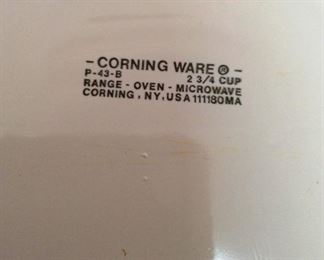 - CORNING WARE ® -
P-43-B 2 3/4 CUP
RANGE - OVEN - MICROWAVE
CORNING , NY, USA 111180MA